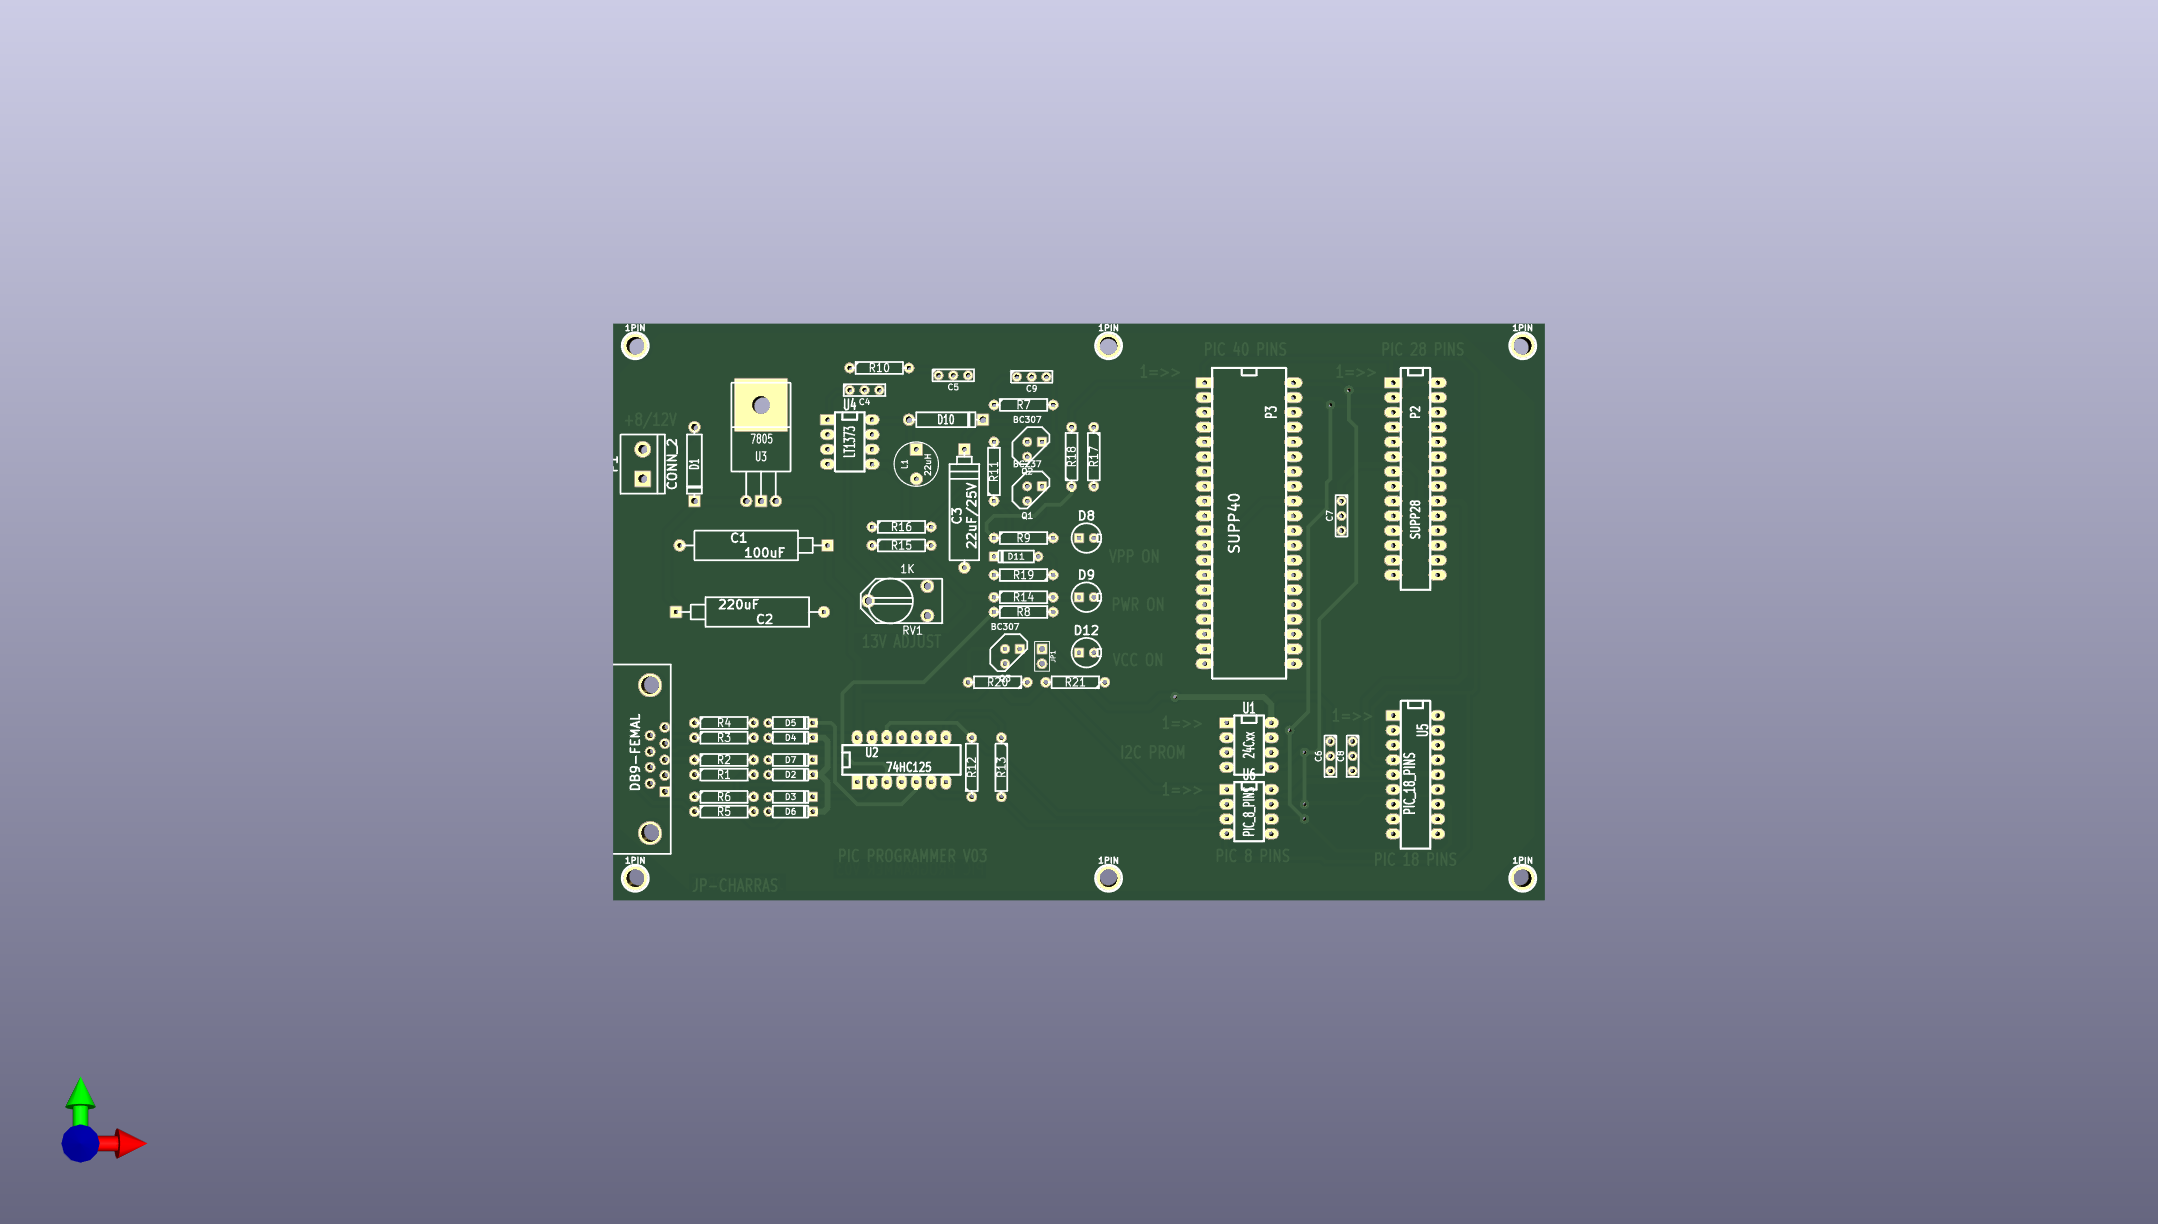 1PIN
1PIN
1PIN
PIC 40 PINS
PIC 28 PINS
R10
C5
C9
1=>>
1=>>
C4
U4
R7
P3
P2
+8/12V
D10
BC307
7805
U3
LT1373
CONN_2
D1
L1
22uH
R11
BC237
R18
R17
C3
22uF/25V
Q1
SUPP40
SUPP28
C7
D8
R16
R15
R9
D11
R19
VPP ON
C1
100uF
1K
D9
R14
R8
PWR ON
220uF
C2
RV1
13V ADJUST
BC307
D12
JP1
VCC ON
R20
R21
DB9-FEMAL
R4
D5
R3
D4
R2
D7
R1
D2
R6
D3
R5
D6
U2
74HC125
R12
R13
U1
24Cxx
1=>>
1=>>
I2C PROM
U6
PIC_8_PINS
1=>>
C6
C8
U5
PIC_18_PINS
PIC PROGRAMMER V03
PIC 8 PINS
PIC 18 PINS
JP-CHARRAS
1PIN
1PIN
1PIN